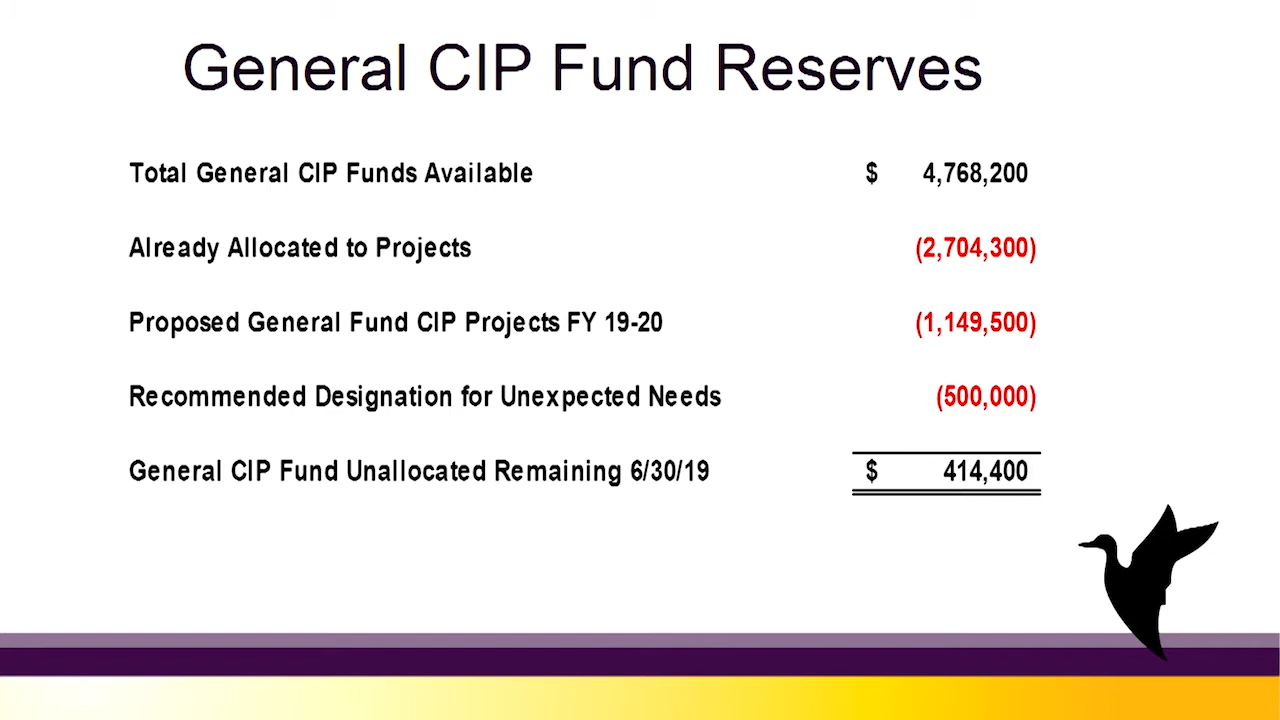 General CIP Fund Reserves
Total General CIP Funds Available $ 4,768,200
Already Allocated to Projects (2,704,300)
Proposed General Fund CIP Projects FY 19-20 (1,149,500)
Recommended Designation for Unexpected Needs (500,000)
General CIP Fund Unallocated Remaining 6/30/19 $ 414,400